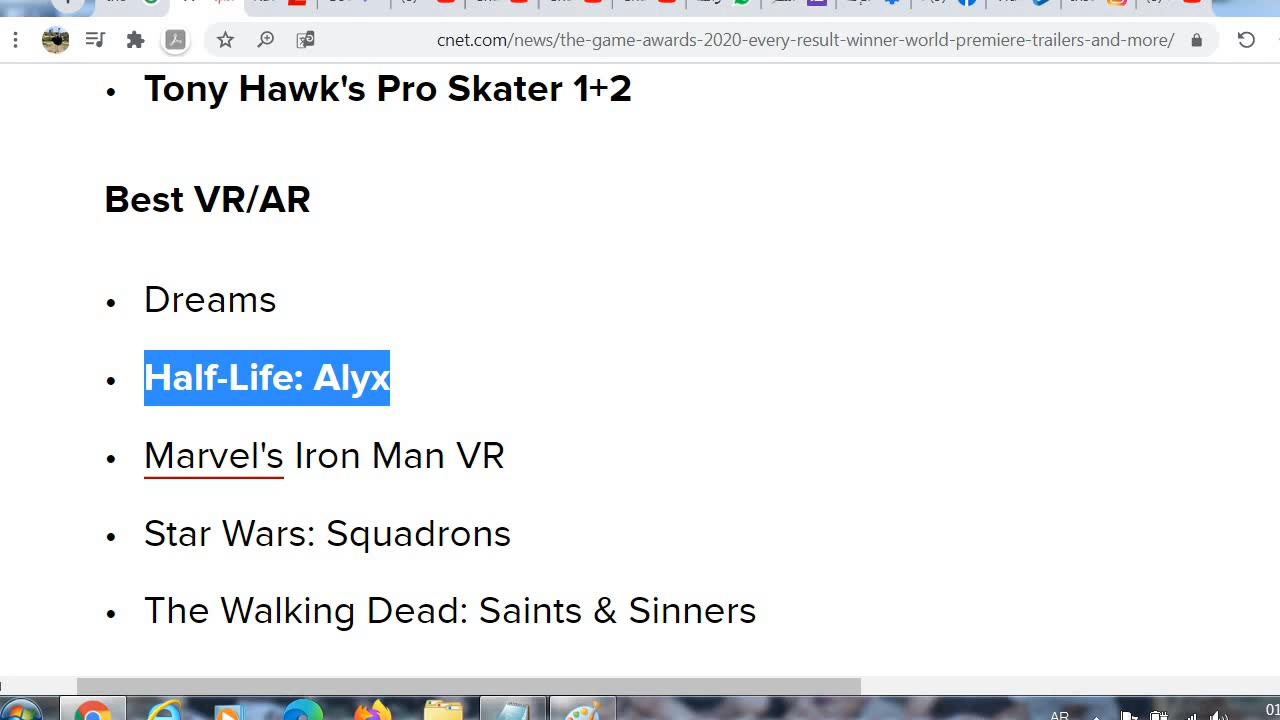 cnet.com/news/the-game-awards-2020-every-result-winner-world-premiere-trailers-and-more/
Tony Hawk's Pro Skater 1+2
Best VR/AR
Dreams
Half-Life: Alyx
Marvel's Iron Man VR
Star Wars: Squadrons
The Walking Dead: Saints & Sinners
AR